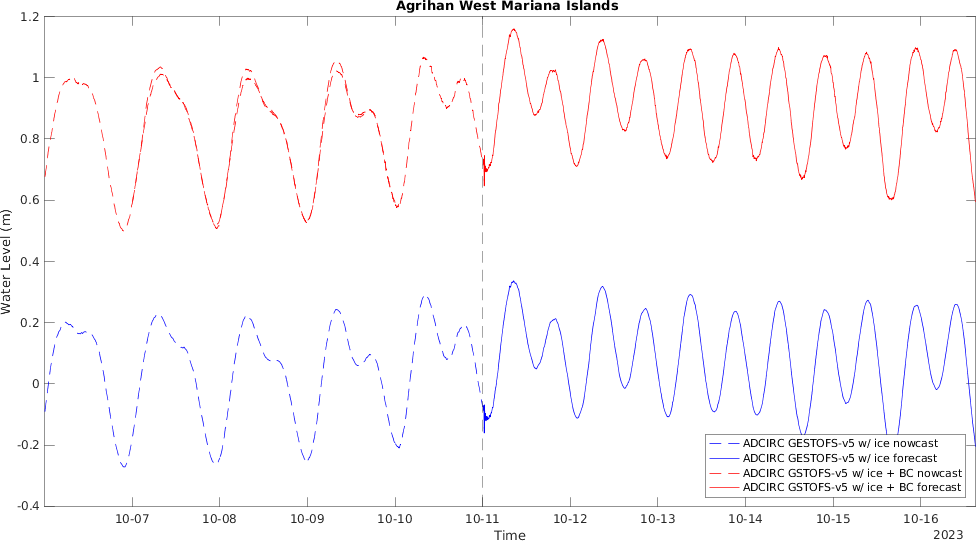 Agrihan West Mariana Islands
1.2
1
0.8
0.6
0.4
0.2
0
-0.2
-0.4
Water Level (m)
10-07
10-08
10-09
10-10
10-11
10-12
10-13
10-14
10-15
10-16
Time
2023
ADCIRC GESTOFS-v5 w/ ice nowcast
ADCIRC GESTOFS-v5 w/ ice forecast
ADCIRC GSTOFS-v5 w/ ice + BC nowcast
ADCIRC GSTOFS-v5 w/ ice + BC forecast